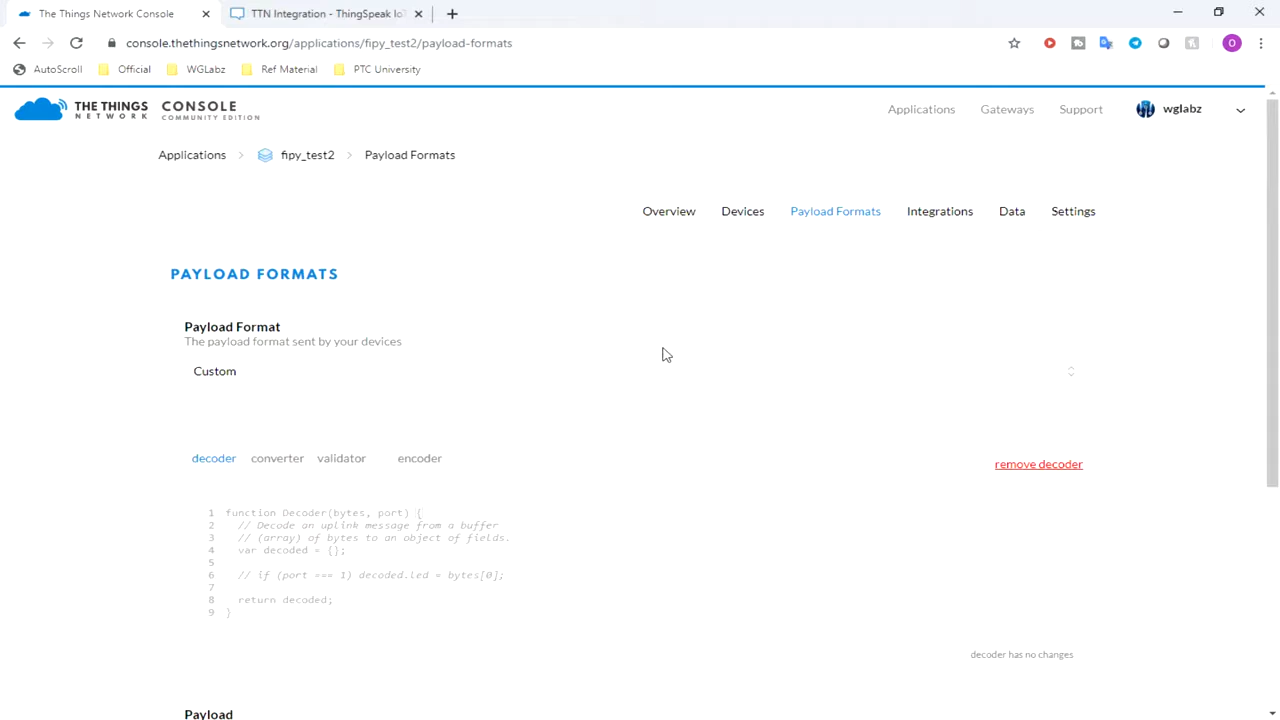 The Things Network Console
TTN Integration - ThingSpeak IoT
console.thethingsnetwork.org/applications/fipy_test2/payload-formats
O
AutoScroll
Official
WGLabz
Ref Material
PTC University
THE THINGS
NETWORK
CONSOLE
COMMUNITY EDITION
Applications
Gateways
Support
wglabz
Applications
fipy_test2
Payload Formats
Overview
Devices
Payload Formats
Integrations
Data
Settings
PAYLOAD FORMATS
Payload Format
The payload format sent by your devices
Custom
decoder
converter
validator
encoder
remove decoder
1 function Decoder(bytes, port) {
2 // Decode an uplink message from a buffer
3 // (array) of bytes to an object of fields.
4 var decoded = {};
5
6 // if (port === 1) decoded.led = bytes[0];
7
8 return decoded;
9 }
decoder has no changes
Payload